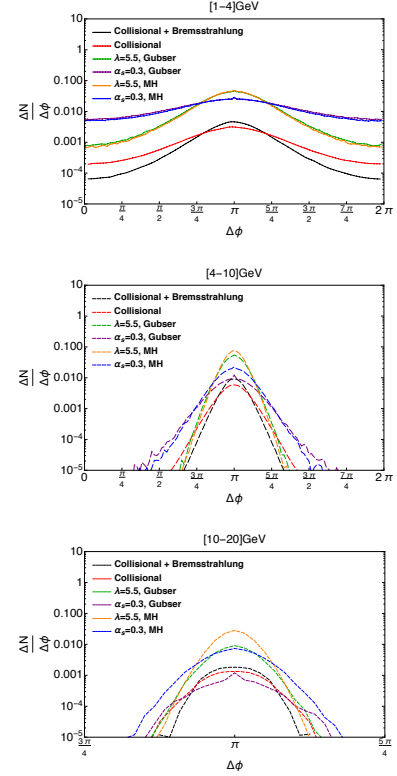 [1-4]GeV
Collisional + Bremsstrahlung
Collisional
λ=5.5, Gubser
αs=0.3, Gubser
λ=5.5, MH
αs=0.3, MH
10
1
0.100
0.010
0.001
10⁻⁴
10⁻⁵
ΔN
Δϕ
0 π/4 π/2 3π/4 π 5π/4 3π/2 7π/4 2π
Δϕ
[4-10]GeV
Collisional + Bremsstrahlung
Collisional
λ=5.5, Gubser
αs=0.3, Gubser
λ=5.5, MH
αs=0.3, MH
10
1
0.100
0.010
0.001
10⁻⁴
10⁻⁵
ΔN
Δϕ
0 π/4 π/2 3π/4 π 5π/4 3π/2 7π/4 2π
Δϕ
[10-20]GeV
Collisional + Bremsstrahlung
Collisional
λ=5.5, Gubser
αs=0.3, Gubser
λ=5.5, MH
αs=0.3, MH
10
1
0.100
0.010
0.001
10⁻⁴
10⁻⁵
ΔN
Δϕ
3π/4 π 5π/4
Δϕ